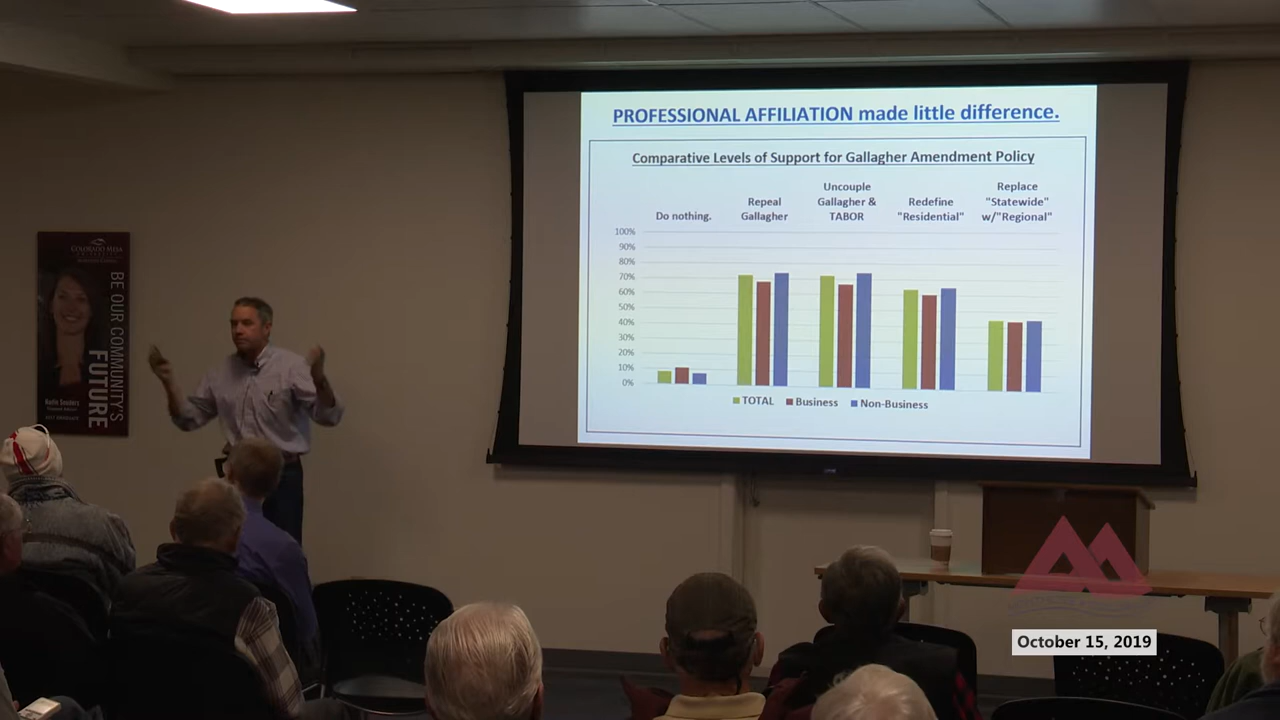 PROFESSIONAL AFFILIATION made little difference.
Comparative Levels of Support for Gallagher Amendment Policy
Do nothing.
Repeal
Gallagher
Uncouple
Gallagher &
TABOR
Redefine
"Residential"
Replace
"Statewide"
w/"Regional"
100%
90%
80%
70%
60%
50%
40%
30%
20%
10%
0%
TOTAL
Business
Non-Business
COLORADO MESA
BE OUR COMMUNITY'S
FUTURE
October 15, 2019